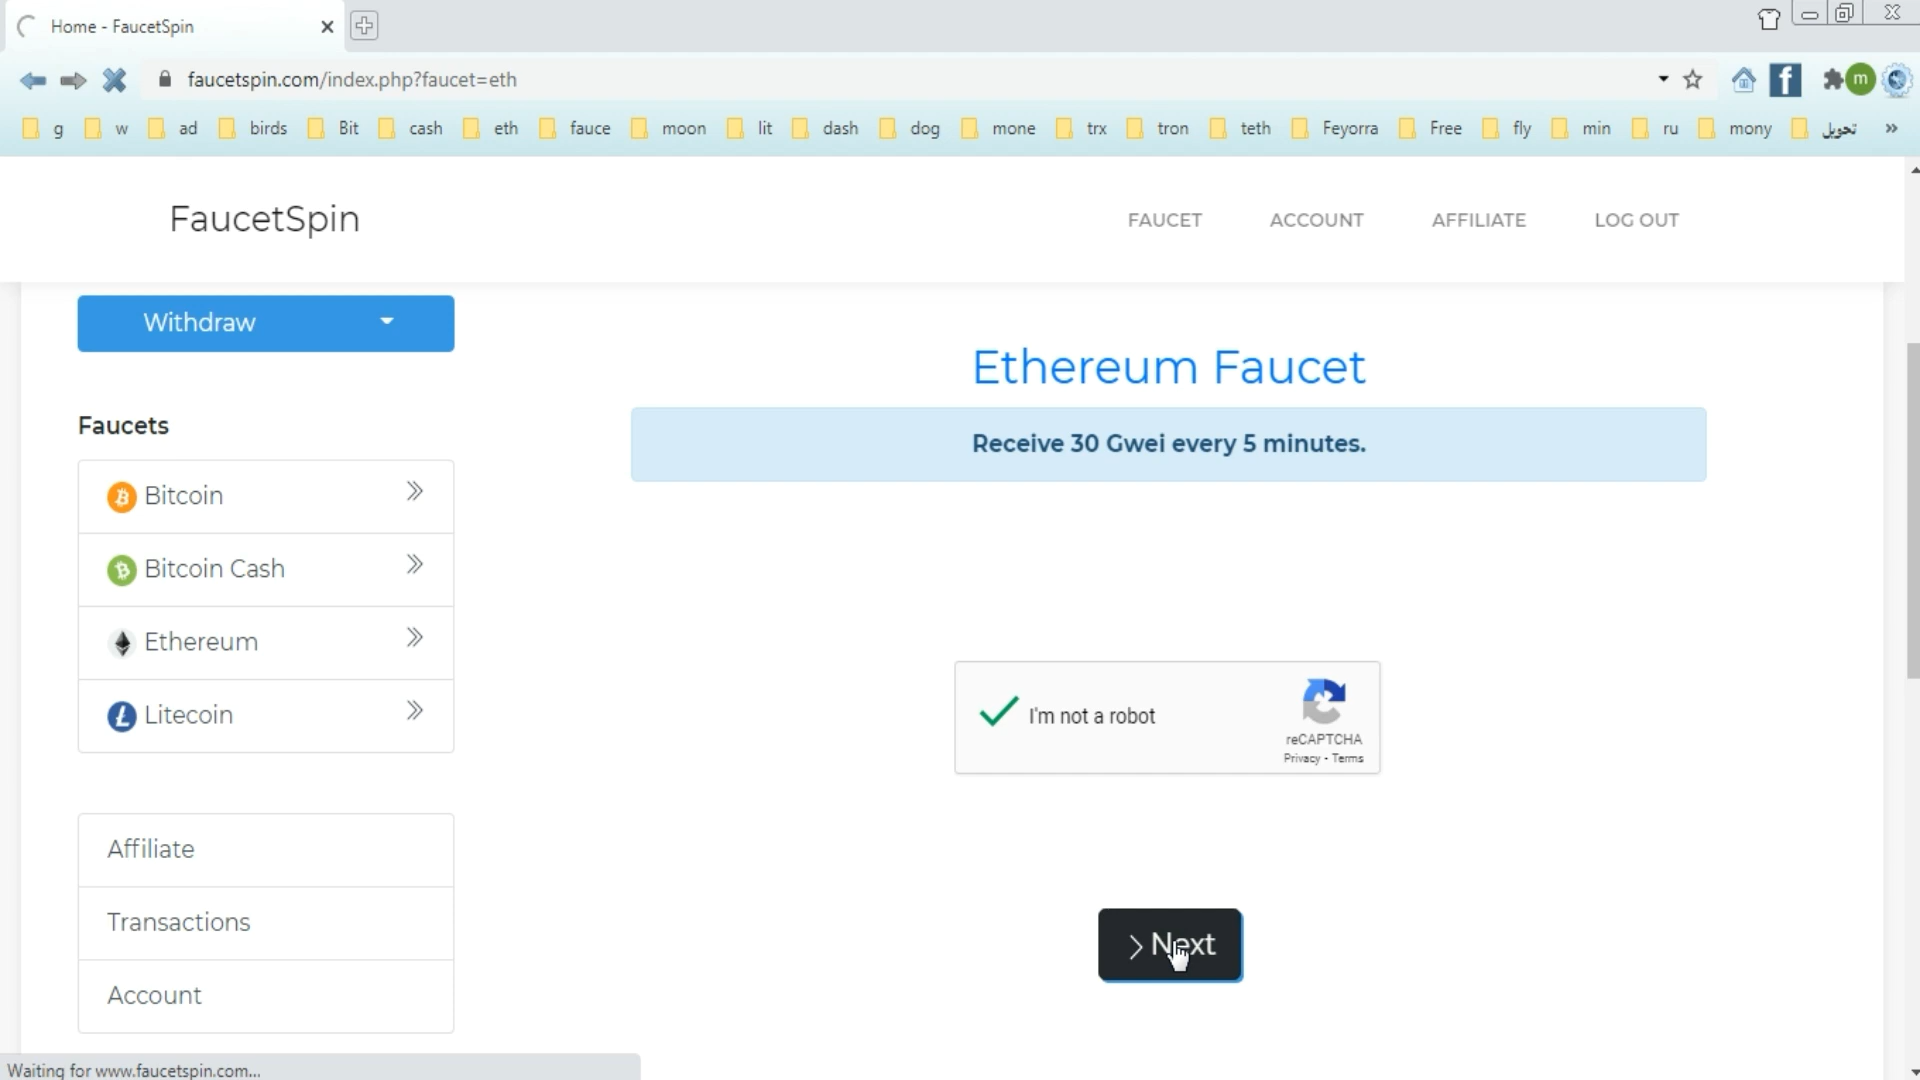 Home - FaucetSpin
faucetspin.com/index.php?faucet=eth
f m
g w ad birds Bit cash eth fauce moon lit dash dog mone trx tron teth Feyorra Free fly min ru mony تحويل »
FaucetSpin
FAUCET ACCOUNT AFFILIATE LOG OUT
Withdraw
Ethereum Faucet
Receive 30 Gwei every 5 minutes.
Faucets
Bitcoin
Bitcoin Cash
Ethereum
Litecoin
I'm not a robot
reCAPTCHA
Privacy - Terms
Affiliate
Transactions
Account
Next
Waiting for www.faucetspin.com...